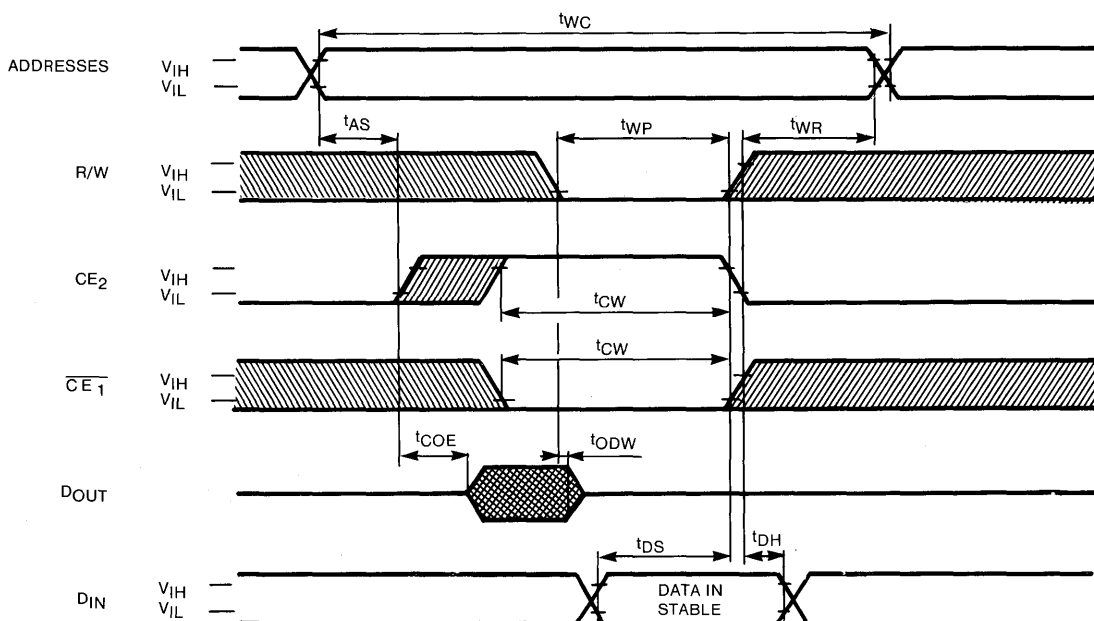 tWC
ADDRESSES
VIH
VIL
tAS
tWP
tWR
R/W
VIH
VIL
CE2
VIH
VIL
tCW
tCW
CE1
VIH
VIL
tCOE
tODW
DOUT
tDS
tDH
DIN
VIH
VIL
DATA IN
STABLE